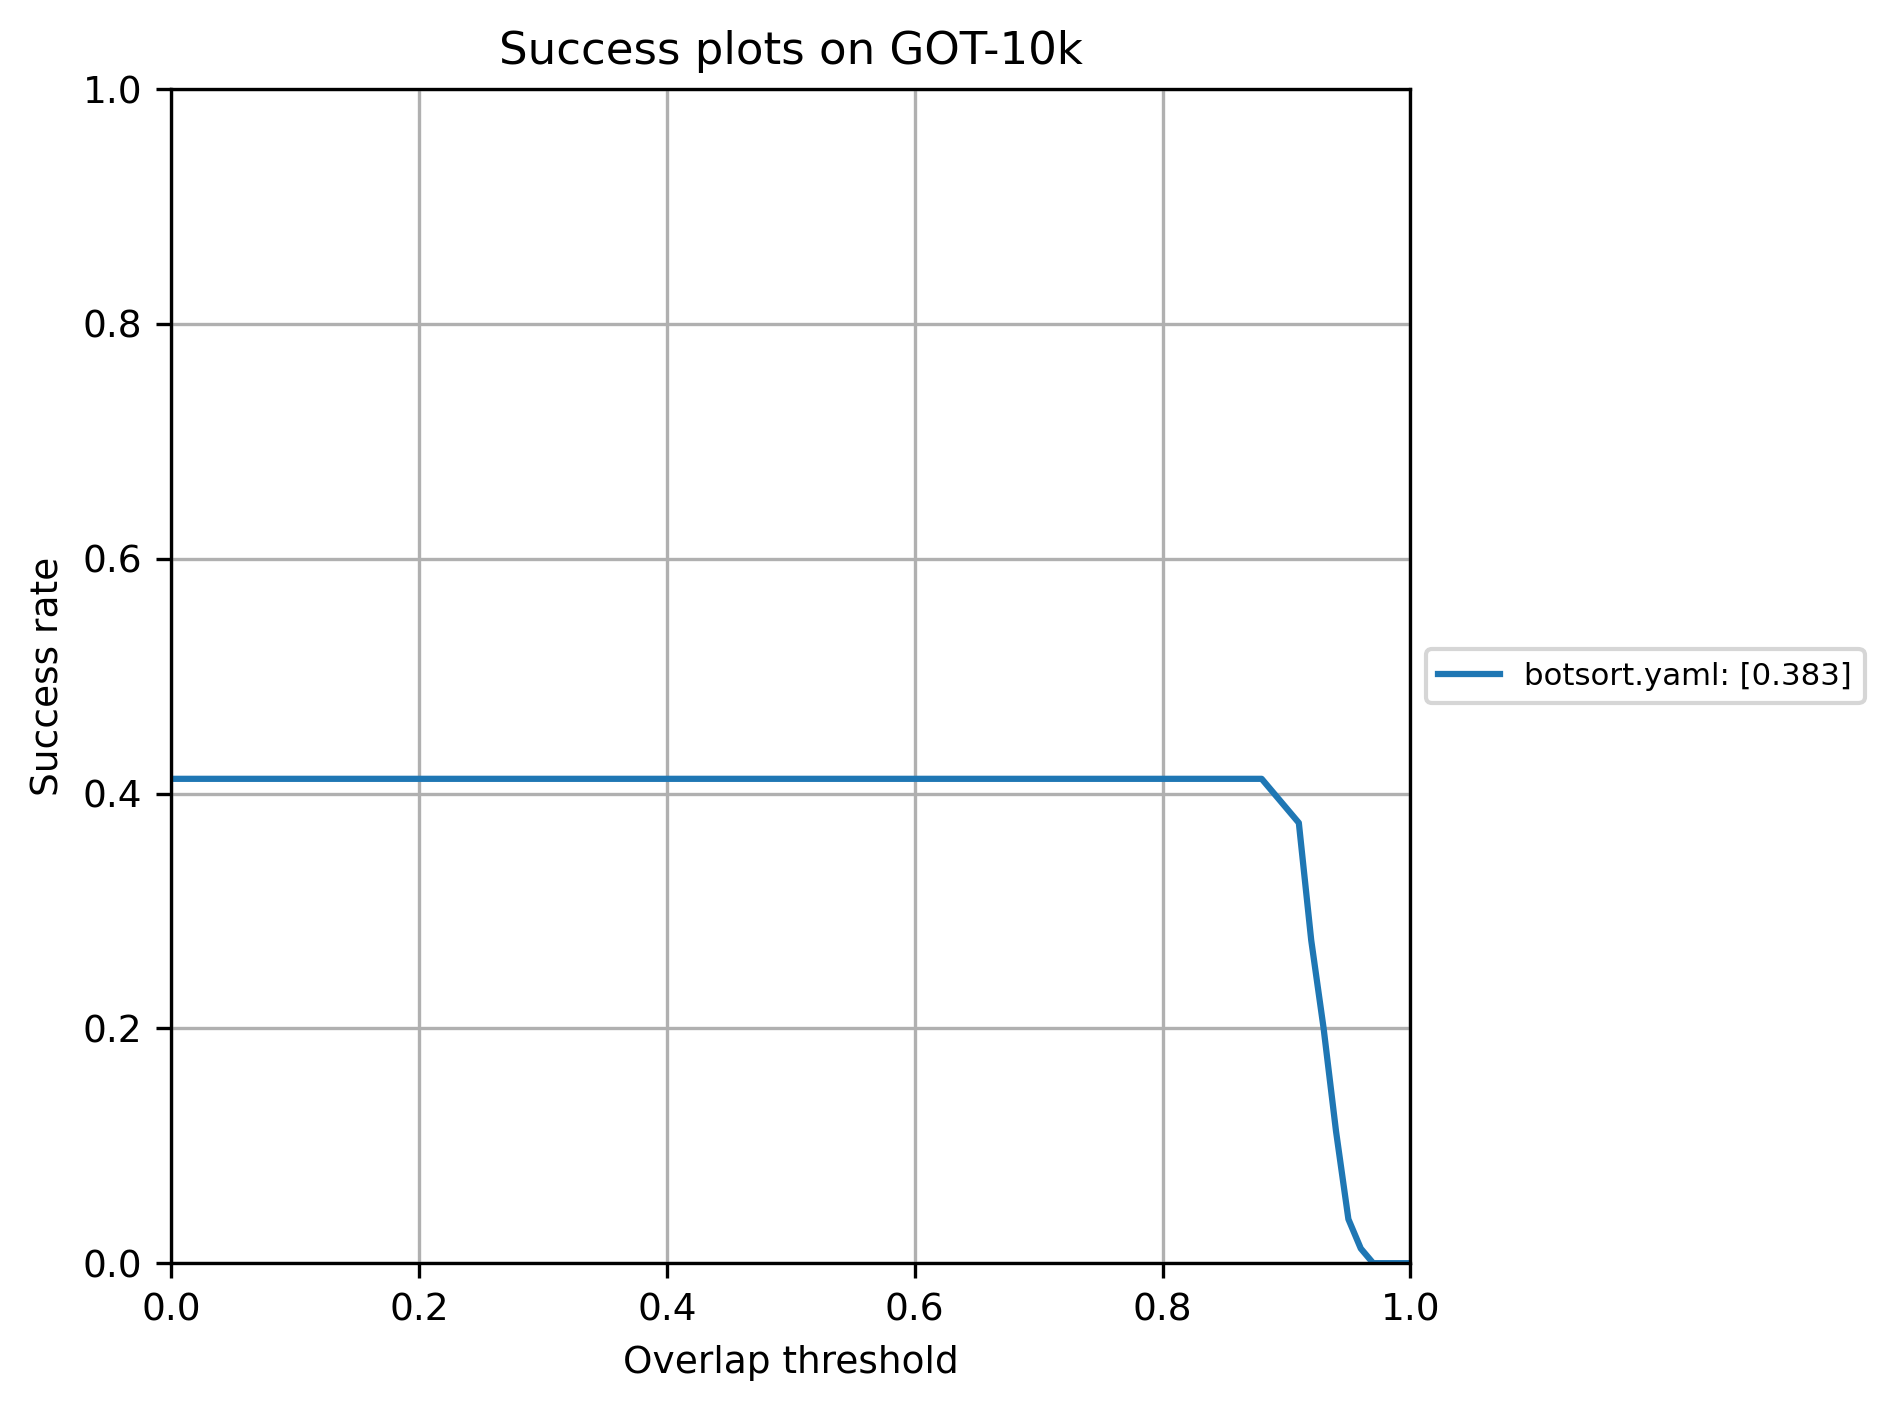 Success plots on GOT-10k
1.0
0.8
0.6
0.4
0.2
0.0
Success rate
0.0 0.2 0.4 0.6 0.8 1.0
Overlap threshold
botsort.yaml: [0.383]